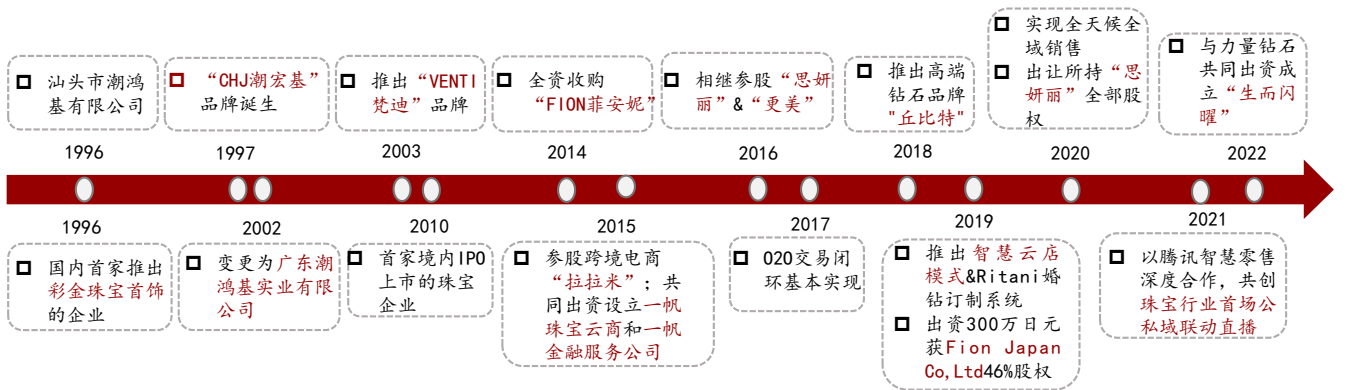 汕头市潮鸿
基有限公司
“CHJ潮宏基”
品牌诞生
推出“VENTI
梵迪”品牌
全资收购
“FION菲安妮”
相继参股“思妍
丽”&“更美”
推出高端
钻石品牌
"丘比特"
实现全天候全
域销售
出让所持“思
妍丽”全部股
权
与力量钻石
共同出资成
立“生而闪
曜”
1996
1997
2003
2014
2016
2018
2020
2022
1996
2002
2010
2015
2017
2019
2021
国内首家推出
彩金珠宝首饰
的企业
变更为广东潮
鸿基实业有限
公司
首家境内IPO
上市的珠宝
企业
参股跨境电商
“拉拉米”；共
同出资设立一帆
珠宝云商和一帆
金融服务公司
O2O交易闭
环基本实现
推出智慧云店
模式&Ritani婚
钻订制系统
出资300万日元
获Fion Japan
Co,Ltd46%股权
以腾讯智慧零售
深度合作，共创
珠宝行业首场公
私域联动直播